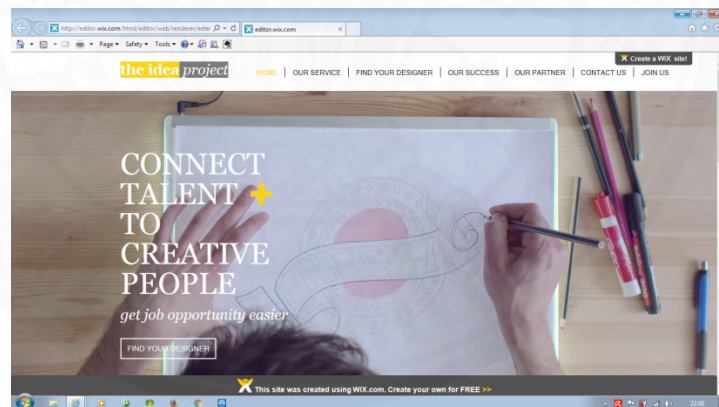 http://editor.wix.com/html/editor/web/renderer/exter
editor.wix.com
Page Safety Tools
Create a WIX site!
the idea project
HOME OUR SERVICE FIND YOUR DESIGNER OUR SUCCESS OUR PARTNER CONTACT US JOIN US
CONNECT
TALENT +
TO
CREATIVE
PEOPLE
get job opportunity easier
FIND YOUR DESIGNER
This site was created using WIX.com. Create your own for FREE >>
22:08